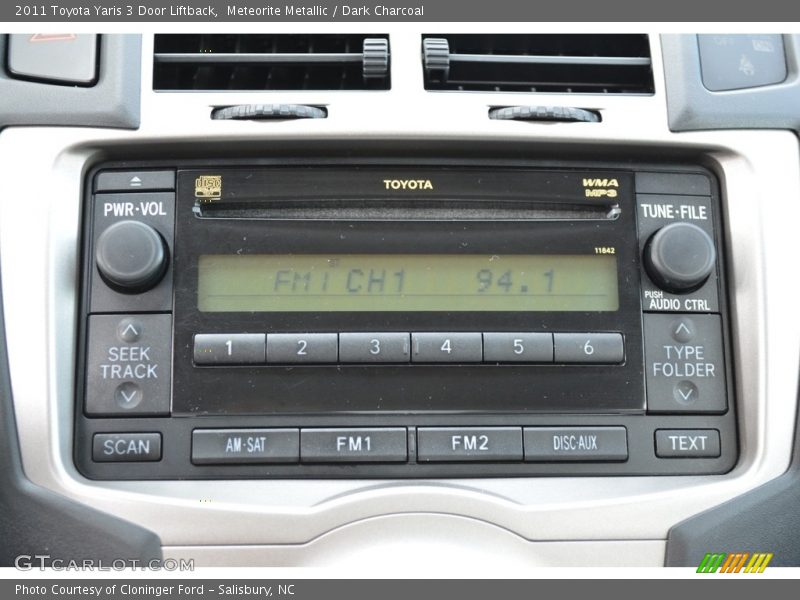 2011 Toyota Yaris 3 Door Liftback, Meteorite Metallic / Dark Charcoal
TOYOTA
WMA
MP3
PWR•VOL
TUNE•FILE
11842
FM1 CH1 94.1
PUSH
AUDIO CTRL
1 2 3 4 5 6
SEEK
TRACK
TYPE
FOLDER
SCAN
AM•SAT
FM1
FM2
DISC•AUX
TEXT
GTCARLOT.COM
Photo Courtesy of Cloninger Ford - Salisbury, NC